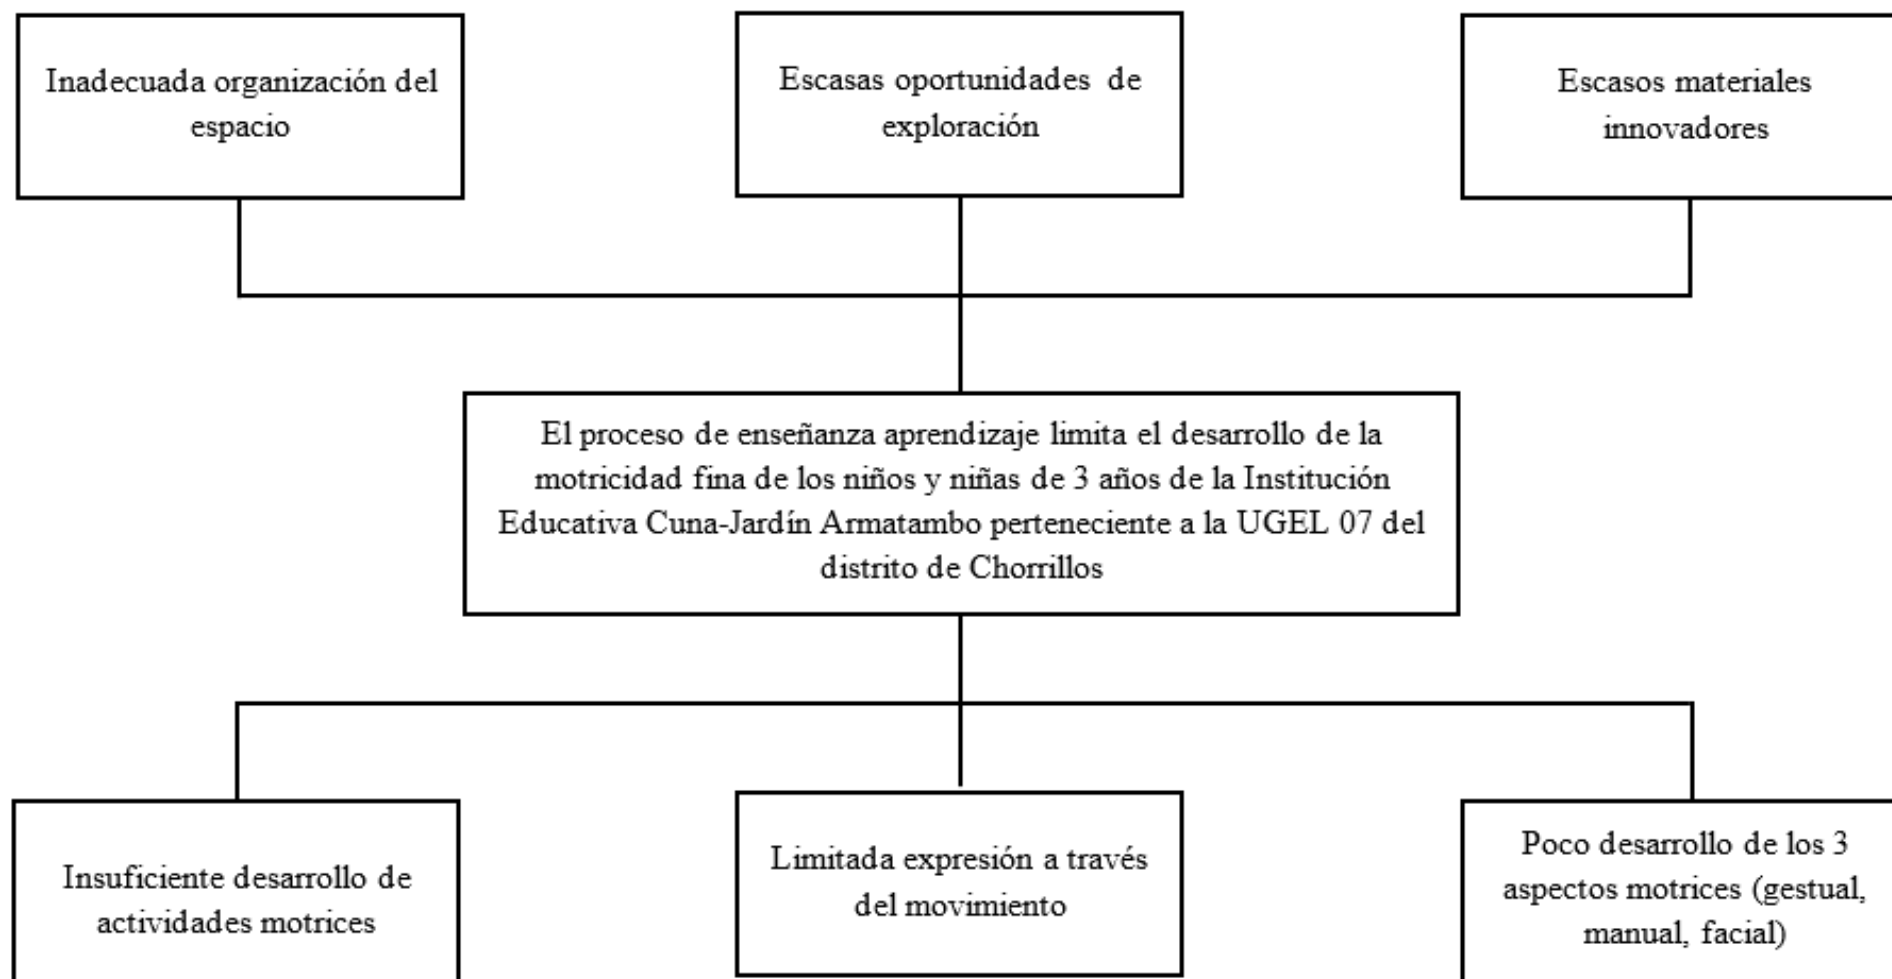 Inadecuada organización del
espacio
Escasas oportunidades de
exploración
Escasos materiales
innovadores
El proceso de enseñanza aprendizaje limita el desarrollo de la
motricidad fina de los niños y niñas de 3 años de la Institución
Educativa Cuna-Jardín Armatambo perteneciente a la UGEL 07 del
distrito de Chorrillos
Insuficiente desarrollo de
actividades motrices
Limitada expresión a través
del movimiento
Poco desarrollo de los 3
aspectos motrices (gestual,
manual, facial)